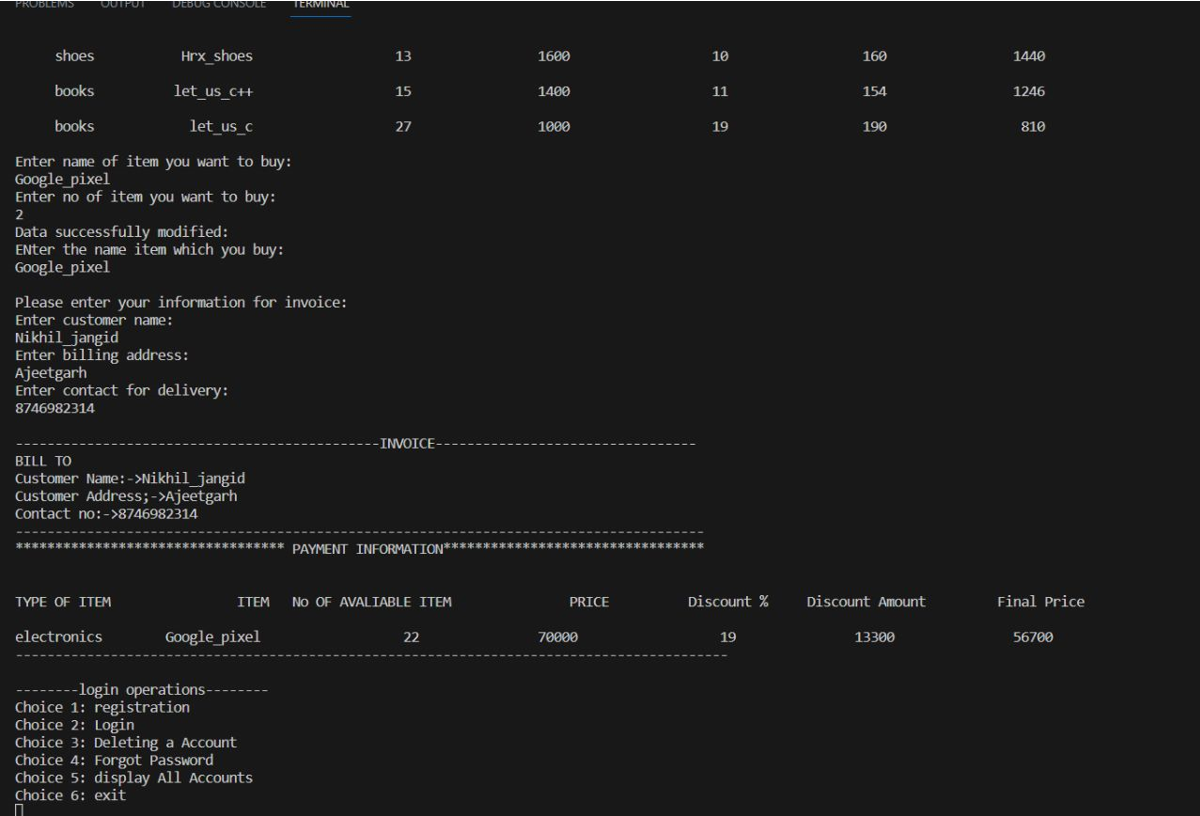 PROBLEMS OUTPUT DEBUG CONSOLE TERMINAL
shoes Hrx_shoes 13 1600 10 160 1440
books let_us_c++ 15 1400 11 154 1246
books let_us_c 27 1000 19 190 810
Enter name of item you want to buy:
Google_pixel
Enter no of item you want to buy:
2
Data successfully modified:
ENter the name item which you buy:
Google_pixel
Please enter your information for invoice:
Enter customer name:
Nikhil_jangid
Enter billing address:
Ajeetgarh
Enter contact for delivery:
8746982314
----------------------------------------------INVOICE---------------------------------
BILL TO
Customer Name:->Nikhil_jangid
Customer Address;->Ajeetgarh
Contact no:->8746982314
---------------------------------------------------------------------------------------
********************************** PAYMENT INFORMATION*********************************
TYPE OF ITEM ITEM No OF AVALIABLE ITEM PRICE Discount % Discount Amount Final Price
electronics Google_pixel 22 70000 19 13300 56700
------------------------------------------------------------------------------------------
--------login operations--------
Choice 1: registration
Choice 2: Login
Choice 3: Deleting a Account
Choice 4: Forgot Password
Choice 5: display All Accounts
Choice 6: exit